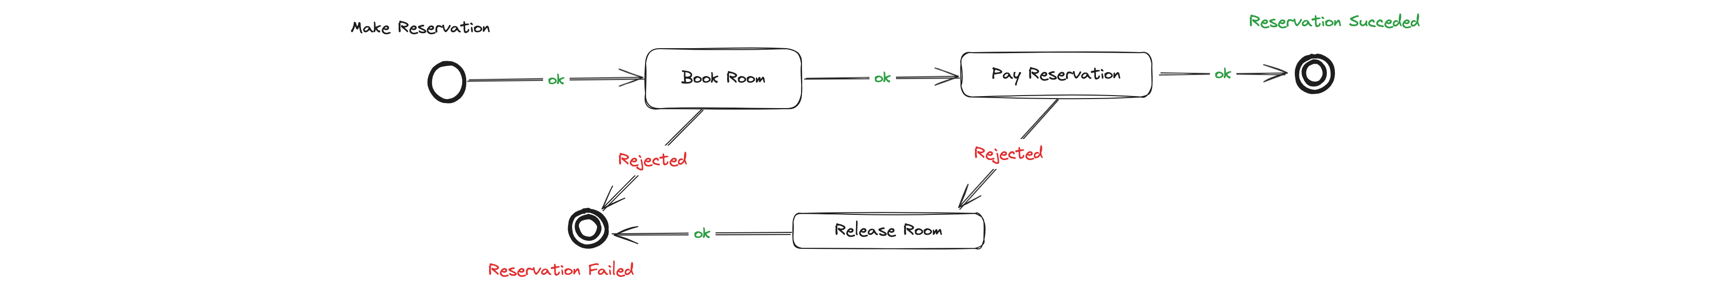 Make Reservation
Reservation Succeded
ok
Book Room
ok
Pay Reservation
ok
Rejected
Rejected
ok
Release Room
Reservation Failed